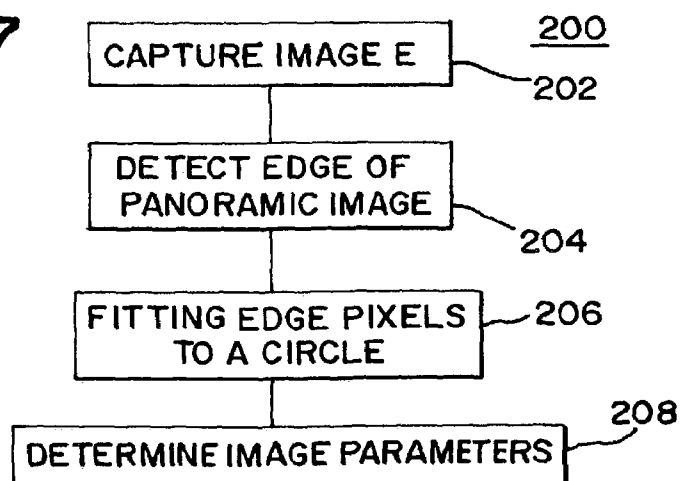 7
200
CAPTURE IMAGE E
202
DETECT EDGE OF
PANORAMIC IMAGE
204
FITTING EDGE PIXELS
TO A CIRCLE
206
208
DETERMINE IMAGE PARAMETERS